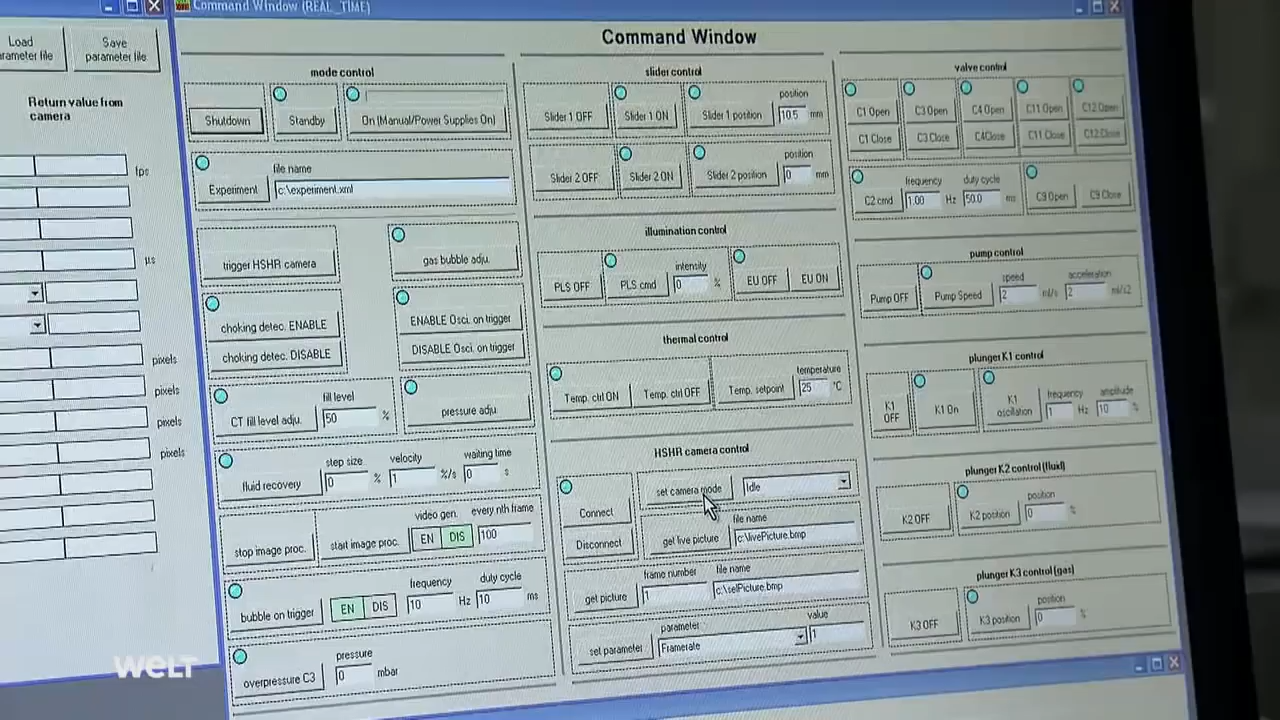 Command Window (REAL_TIME)
Load
parameter file
Save
parameter file
Return value from
camera
fps
µs
pixels
pixels
pixels
pixels
Command Window
mode control
Shutdown
Standby
On (Manual/Power Supplies On)
Experiment
file name
c:\experiment.xml
trigger HSHR camera
gas bubble adju.
choking detec. ENABLE
choking detec. DISABLE
ENABLE Osci. on trigger
DISABLE Osci. on trigger
CT fill level adju.
fill level
50 %
pressure adju
fluid recovery
step size
0 %
velocity
1 %/s
waiting time
0 s
stop image proc.
start image proc.
video gen.
EN DIS
every nth frame
100
bubble on trigger
EN DIS
frequency
10 Hz
duty cycle
10 ms
overpressure C3
pressure
0 mbar
slider control
Slider 1 OFF
Slider 1 ON
Slider 1 position
position
10.5 mm
Slider 2 OFF
Slider 2 ON
Slider 2 position
position
0 mm
illumination control
PLS OFF
PLS cmd
intensity
0 %
EU OFF
EU ON
thermal control
Temp. ctrl ON
Temp. ctrl OFF
Temp. setpoint
temperature
25 °C
HSHR camera control
Connect
Disconnect
set camera mode
Idle
get live picture
file name
c:\livePicture.bmp
get picture
frame number
1
file name
c:\selPicture.bmp
set parameter
parameter
Framerate
value
1
valve control
C1 Open
C3 Open
C4 Open
C11 Open
C12 Open
C1 Close
C3 Close
C4Close
C11 Close
C12 Close
C2 cmd
frequency
1.00 Hz
duty cycle
50.0 ms
C9 Open
C9 Close
pump control
Pump OFF
Pump Speed
speed
2 ml/s
acceleration
2 ml/s2
plunger K1 control
K1
OFF
K1 On
K1
oscillation
frequency
1 Hz
amplitude
10 %
plunger K2 control (fluid)
K2 OFF
K2 position
position
0 %
plunger K3 control (gas)
K3 OFF
K3 position
position
0 %
welt